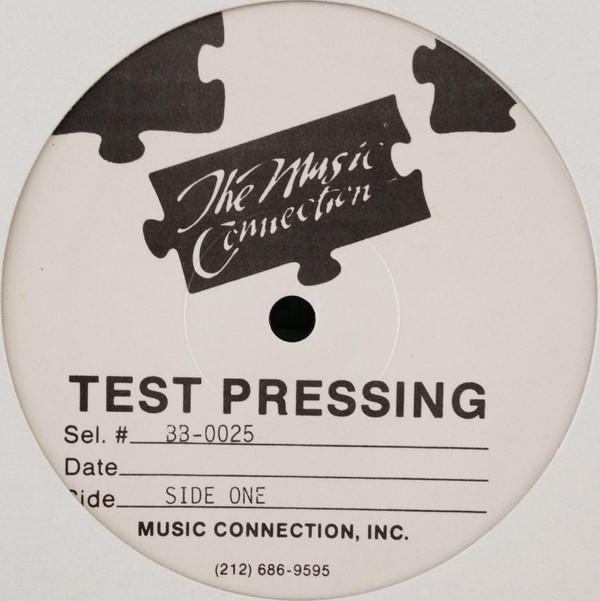 The Music
Connection
TEST PRESSING
Sel. # 33-0025
Date
Side SIDE ONE
MUSIC CONNECTION, INC.
(212) 686-9595